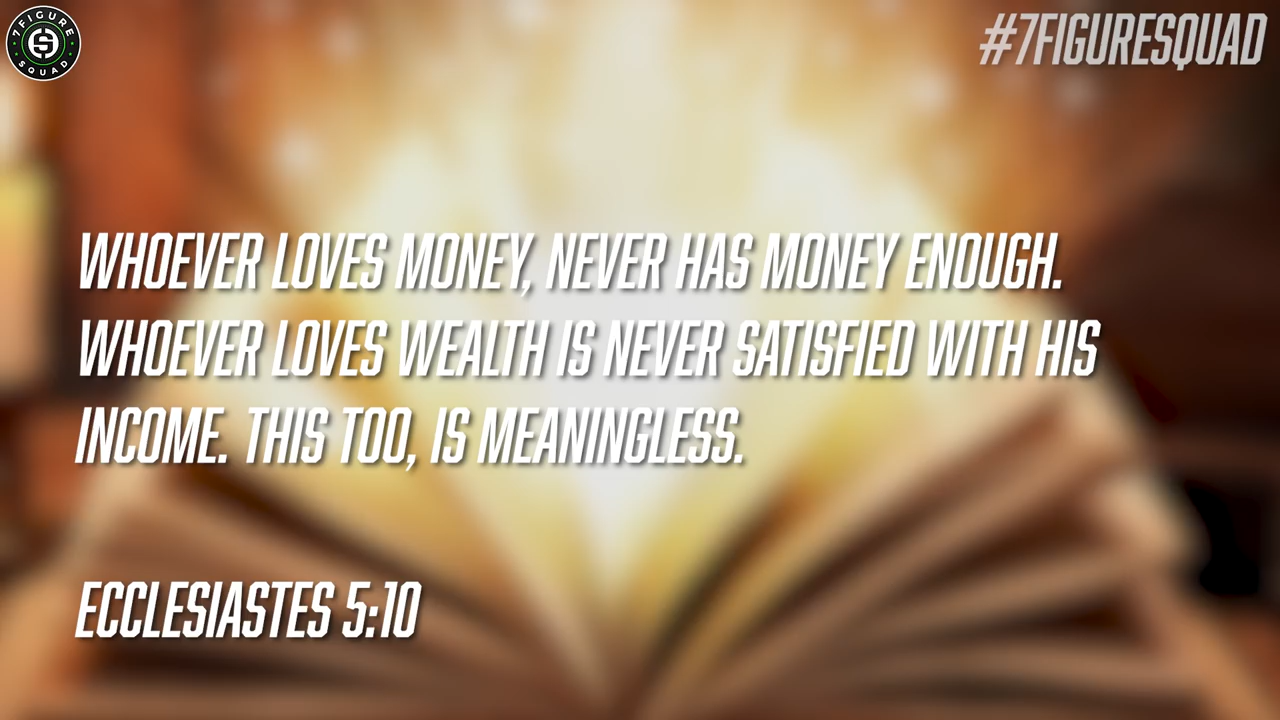 7FIGURE
SQUAD
#7FIGURESQUAD
WHOEVER LOVES MONEY, NEVER HAS MONEY ENOUGH.
WHOEVER LOVES WEALTH IS NEVER SATISFIED WITH HIS
INCOME. THIS TOO, IS MEANINGLESS.
ECCLESIASTES 5:10